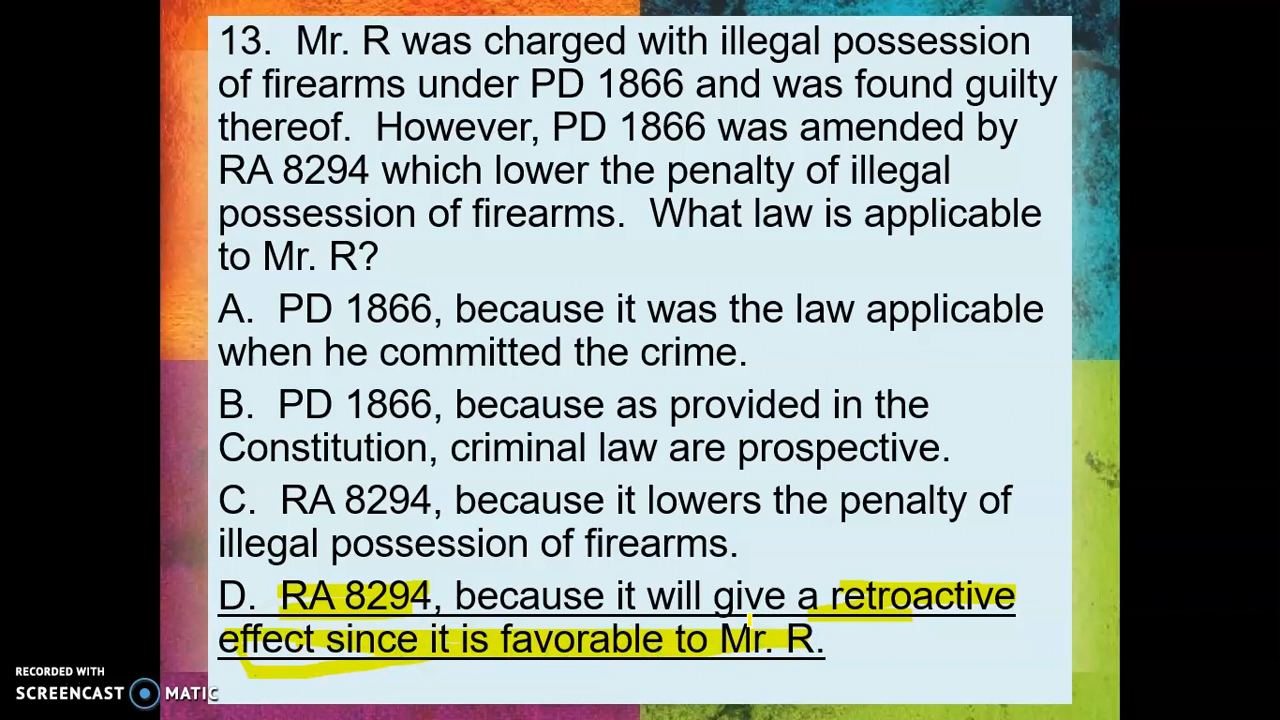 13.  Mr. R was charged with illegal possession
of firearms under PD 1866 and was found guilty
thereof.  However, PD 1866 was amended by
RA 8294 which lower the penalty of illegal
possession of firearms.  What law is applicable
to Mr. R?
A.  PD 1866, because it was the law applicable
when he committed the crime.
B.  PD 1866, because as provided in the
Constitution, criminal law are prospective.
C.  RA 8294, because it lowers the penalty of
illegal possession of firearms.
D.  RA 8294, because it will give a retroactive
effect since it is favorable to Mr. R.
RECORDED WITH
SCREENCAST MATIC